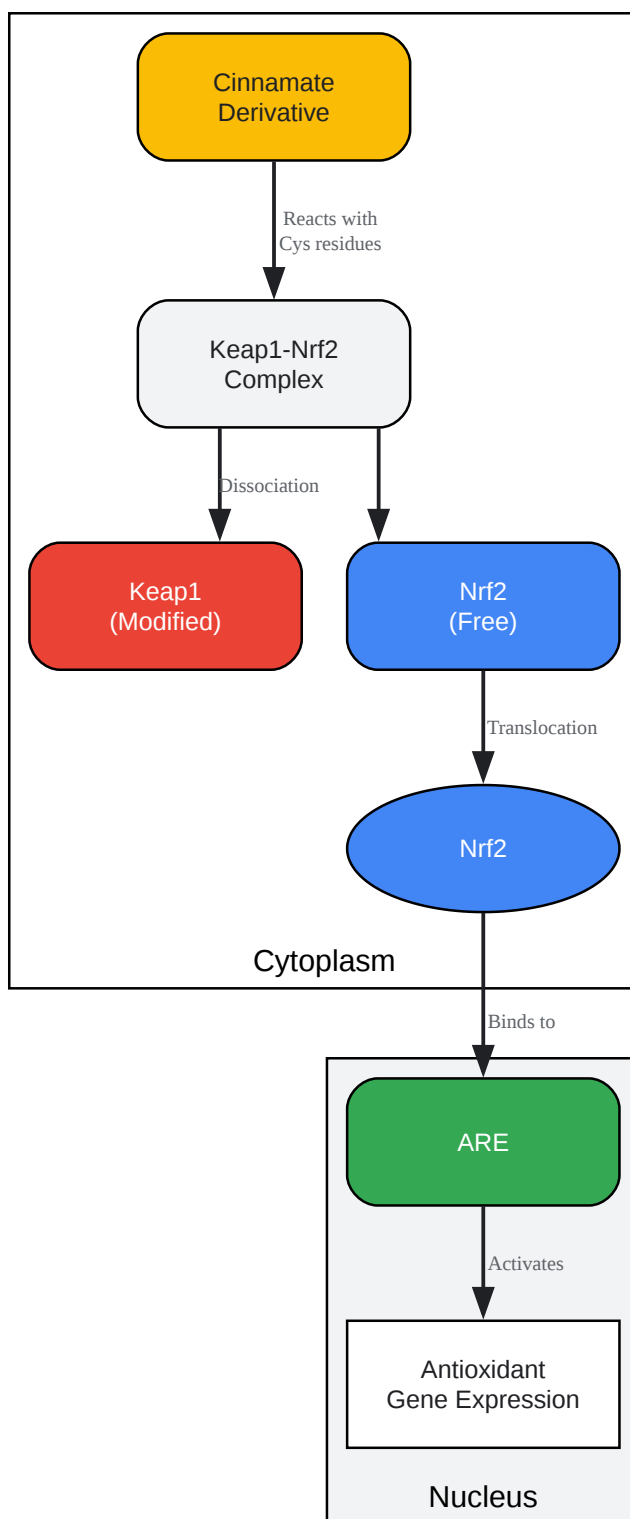 Cinnamate
Derivative
Reacts with
Cys residues
Keap1-Nrf2
Complex
Dissociation
Keap1
(Modified)
Nrf2
(Free)
Translocation
Nrf2
Cytoplasm
Binds to
ARE
Activates
Antioxidant
Gene Expression
Nucleus